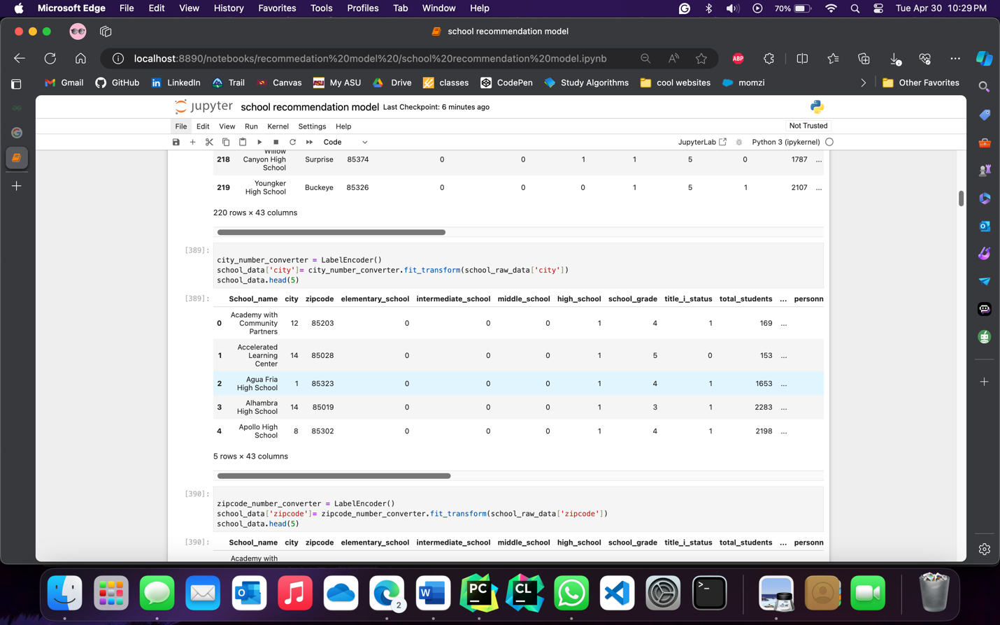 Microsoft Edge File Edit View History Favorites Tools Profiles Tab Window Help 70% Tue Apr 30 10:29 PM
school recommendation model
localhost:8890/notebooks/recommedation%20model%20/school%20recommendation%20model.ipynb ABP
Gmail GitHub LinkedIn Trail Canvas My ASU Drive classes CodePen Study Algorithms cool websites momzi Other Favorites
jupyter school recommendation model Last Checkpoint: 6 minutes ago
File Edit View Run Kernel Settings Help Not Trusted
Code JupyterLab Python 3 (ipykernel)
Willow
218 Canyon High Surprise 85374 0 0 1 1 5 0 1787 ...
School
Youngker
219 High School Buckeye 85326 0 0 0 1 5 1 2107 ...
220 rows × 43 columns
[389]:
city_number_converter = LabelEncoder()
school_data['city']= city_number_converter.fit_transform(school_raw_data['city'])
school_data.head(5)
[389]: School_name city zipcode elementary_school intermediate_school middle_school high_school school_grade title_i_status total_students ... personn
Academy with
0 Community 12 85203 0 0 0 1 4 1 169 ...
Partners
Accelerated
1 Learning 14 85028 0 0 0 1 5 0 153 ...
Center
Agua Fria
2 High School 1 85323 0 0 0 1 4 1 1653 ...
Alhambra
3 High School 14 85019 0 0 0 1 3 1 2283 ...
Apollo High
4 School 8 85302 0 0 0 1 4 1 2198 ...
5 rows × 43 columns
[390]:
zipcode_number_converter = LabelEncoder()
school_data['zipcode']= zipcode_number_converter.fit_transform(school_raw_data['zipcode'])
school_data.head(5)
[390]: School_name city zipcode elementary_school intermediate_school middle_school high_school school_grade title_i_status total_students ... personn
Academy with
PC CL 2